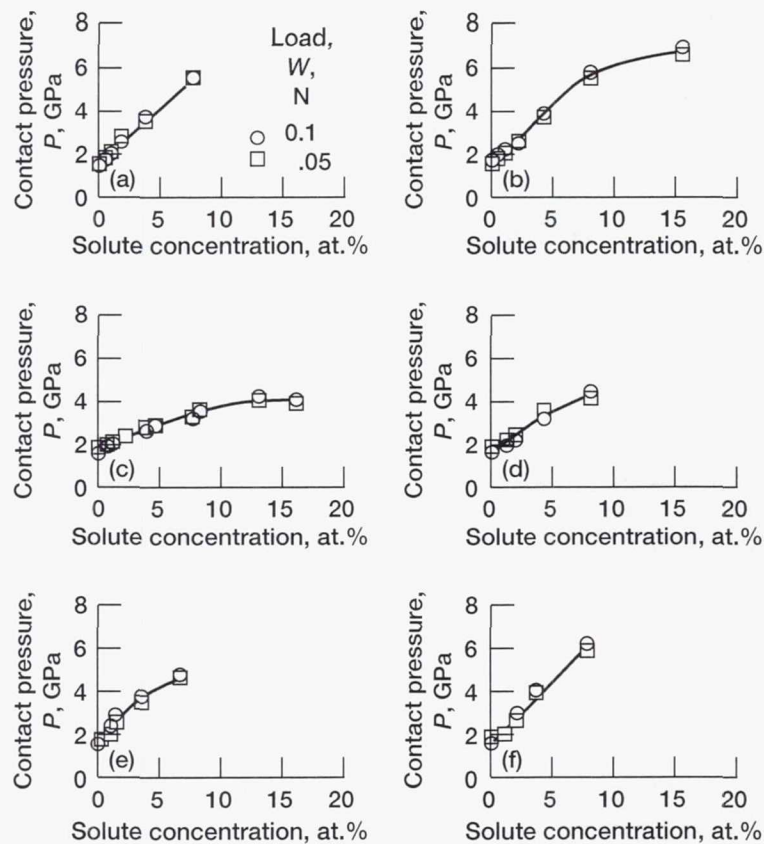 Contact pressure,
P, GPa
8
6
4
2
0
Load,
W,
N
0.1
.05
(a)
0 5 10 15 20
Solute concentration, at.%
Contact pressure,
P, GPa
8
6
4
2
0
(b)
0 5 10 15 20
Solute concentration, at.%
Contact pressure,
P, GPa
8
6
4
2
0
(c)
0 5 10 15 20
Solute concentration, at.%
Contact pressure,
P, GPa
8
6
4
2
0
(d)
0 5 10 15 20
Solute concentration, at.%
Contact pressure,
P, GPa
8
6
4
2
0
(e)
0 5 10 15 20
Solute concentration, at.%
Contact pressure,
P, GPa
8
6
4
2
0
(f)
0 5 10 15 20
Solute concentration, at.%